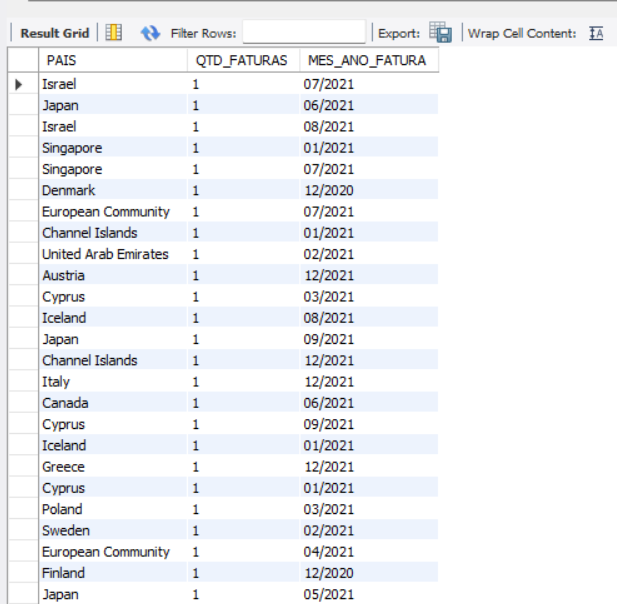 Result Grid Filter Rows: Export: Wrap Cell Content:
PAIS QTD_FATURAS MES_ANO_FATURA
Israel 1 07/2021
Japan 1 06/2021
Israel 1 08/2021
Singapore 1 01/2021
Singapore 1 07/2021
Denmark 1 12/2020
European Community 1 07/2021
Channel Islands 1 01/2021
United Arab Emirates 1 02/2021
Austria 1 12/2021
Cyprus 1 03/2021
Iceland 1 08/2021
Japan 1 09/2021
Channel Islands 1 12/2021
Italy 1 12/2021
Canada 1 06/2021
Cyprus 1 09/2021
Iceland 1 01/2021
Greece 1 12/2021
Cyprus 1 01/2021
Poland 1 03/2021
Sweden 1 02/2021
European Community 1 04/2021
Finland 1 12/2020
Japan 1 05/2021